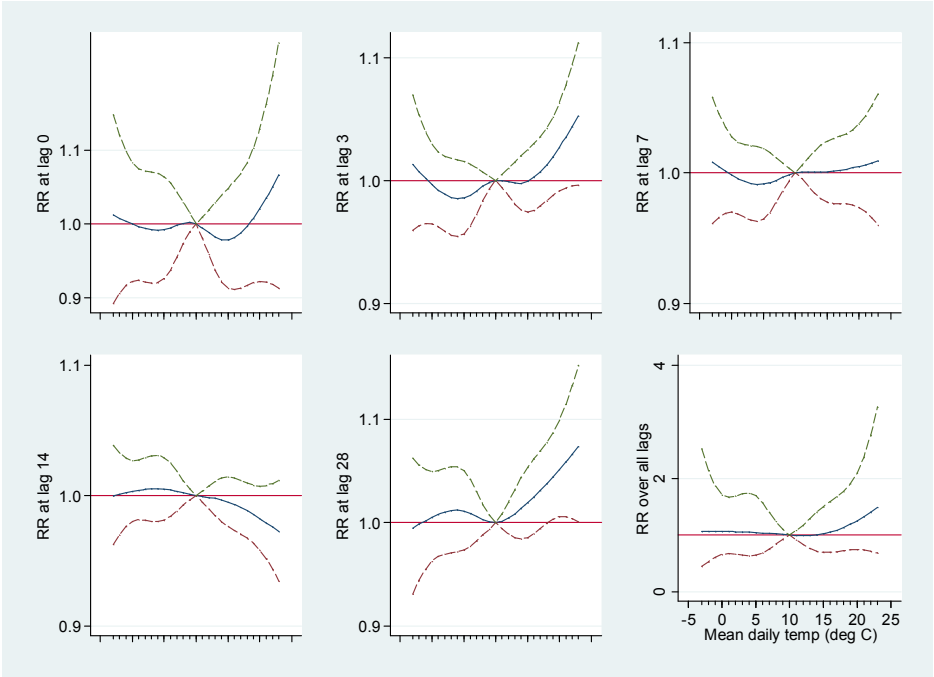 RR at lag 0
1.1
1.0
0.9
RR at lag 3
1.1
1.0
0.9
RR at lag 7
1.1
1.0
0.9
RR at lag 14
1.1
1.0
0.9
RR at lag 28
1.1
1.0
0.9
RR over all lags
4
2
0
-5 0 5 10 15 20 25
Mean daily temp (deg C)